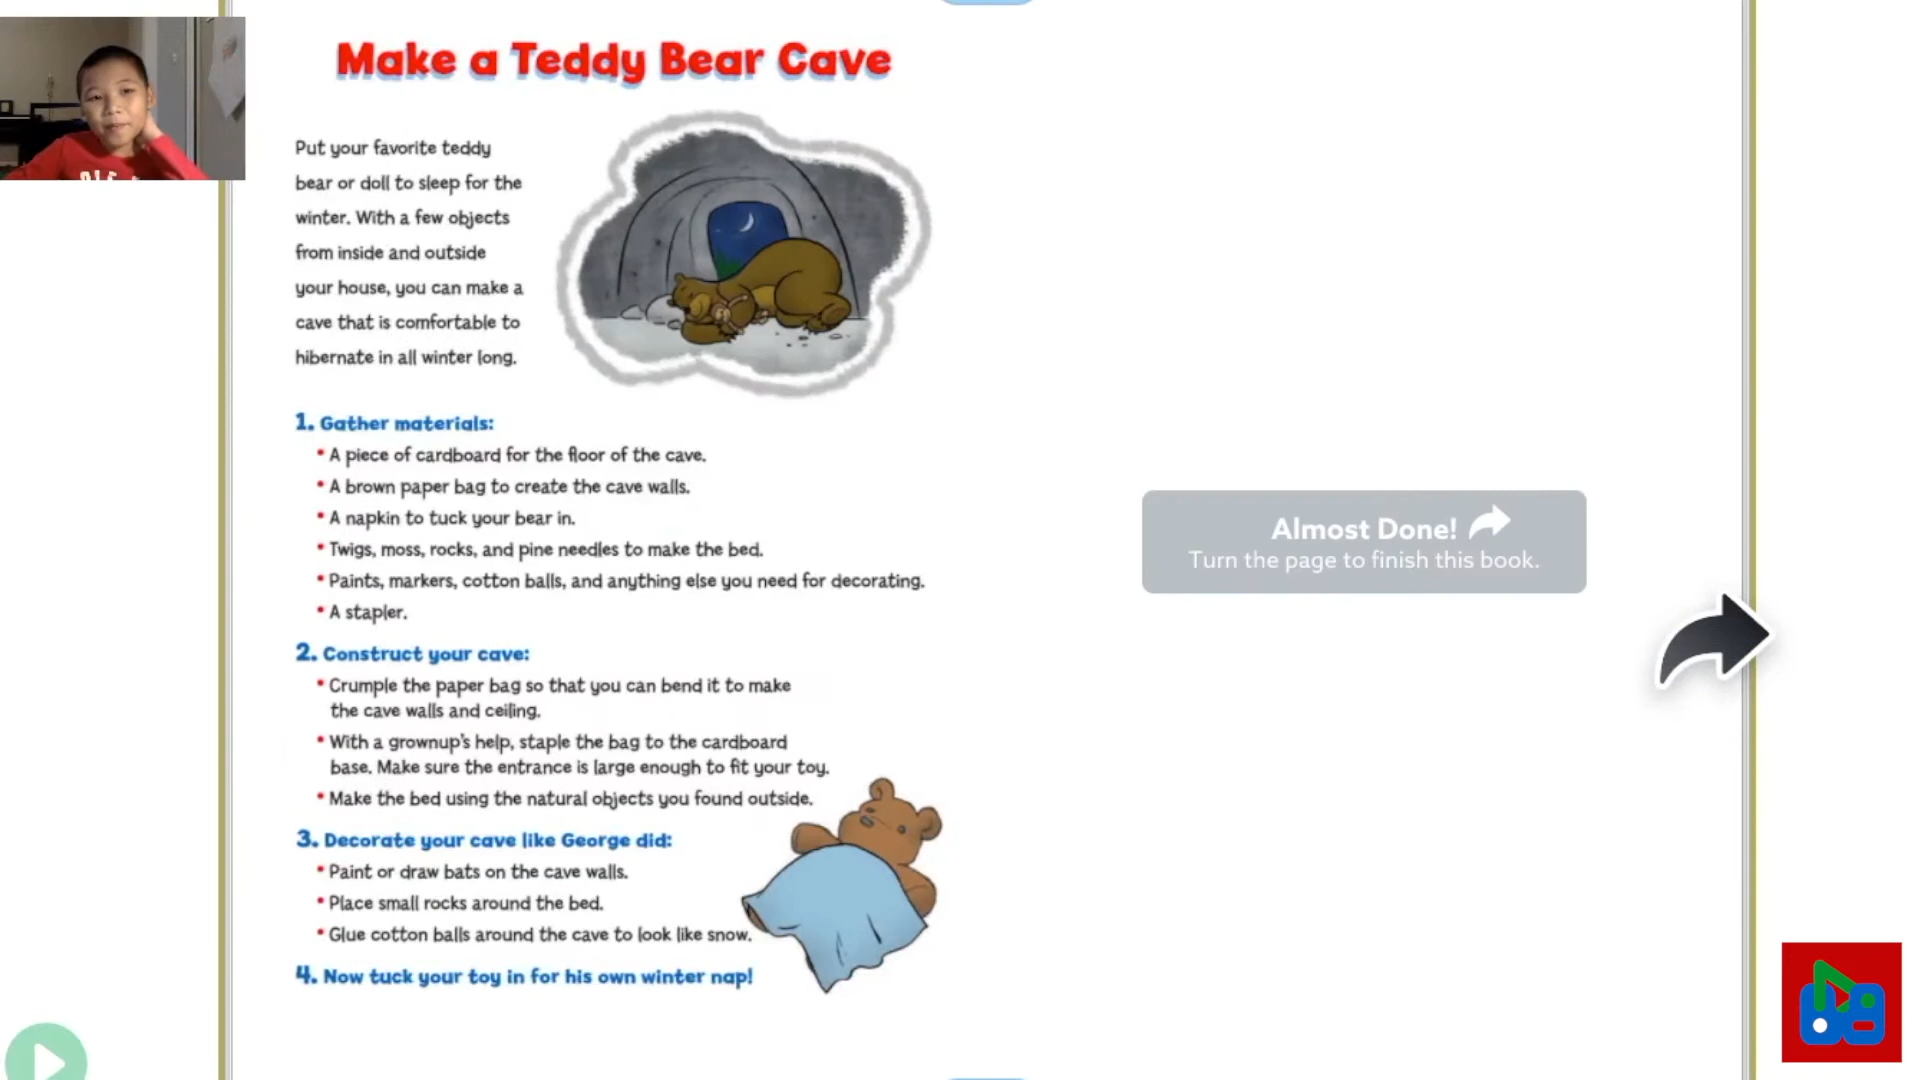 Make a Teddy Bear Cave
Put your favorite teddy
bear or doll to sleep for the
winter. With a few objects
from inside and outside
your house, you can make a
cave that is comfortable to
hibernate in all winter long.
1. Gather materials:
• A piece of cardboard for the floor of the cave.
• A brown paper bag to create the cave walls.
• A napkin to tuck your bear in.
• Twigs, moss, rocks, and pine needles to make the bed.
• Paints, markers, cotton balls, and anything else you need for decorating.
• A stapler.
2. Construct your cave:
• Crumple the paper bag so that you can bend it to make
the cave walls and ceiling.
• With a grownup's help, staple the bag to the cardboard
base. Make sure the entrance is large enough to fit your toy.
• Make the bed using the natural objects you found outside.
3. Decorate your cave like George did:
• Paint or draw bats on the cave walls.
• Place small rocks around the bed.
• Glue cotton balls around the cave to look like snow.
4. Now tuck your toy in for his own winter nap!
Almost Done!
Turn the page to finish this book.